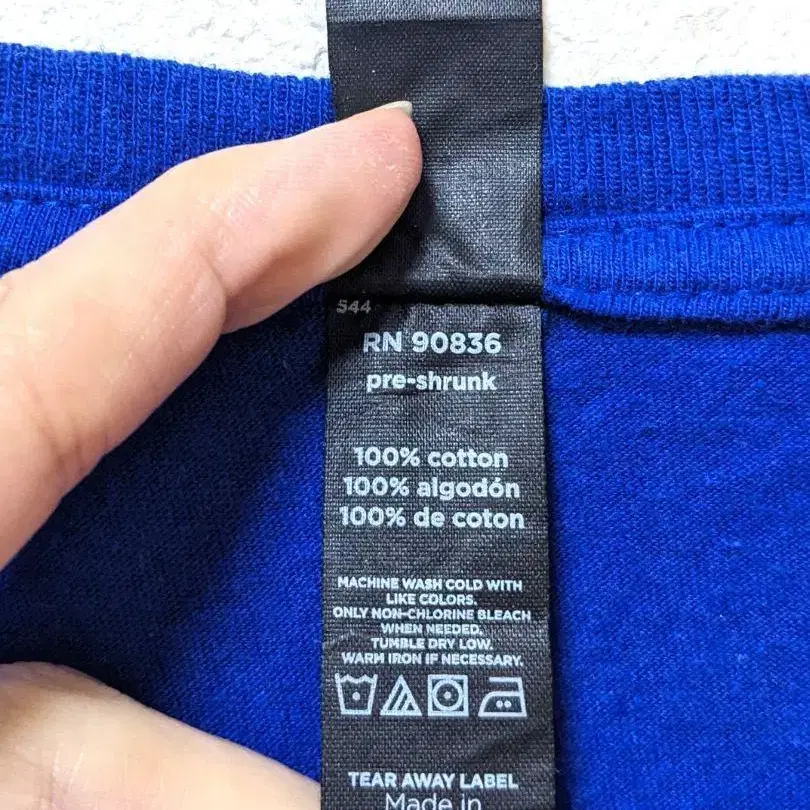 544
RN 90836
pre-shrunk
100% cotton
100% algodón
100% de coton
MACHINE WASH COLD WITH
LIKE COLORS.
ONLY NON-CHLORINE BLEACH
WHEN NEEDED.
TUMBLE DRY LOW.
WARM IRON IF NECESSARY.
TEAR AWAY LABEL
Made in